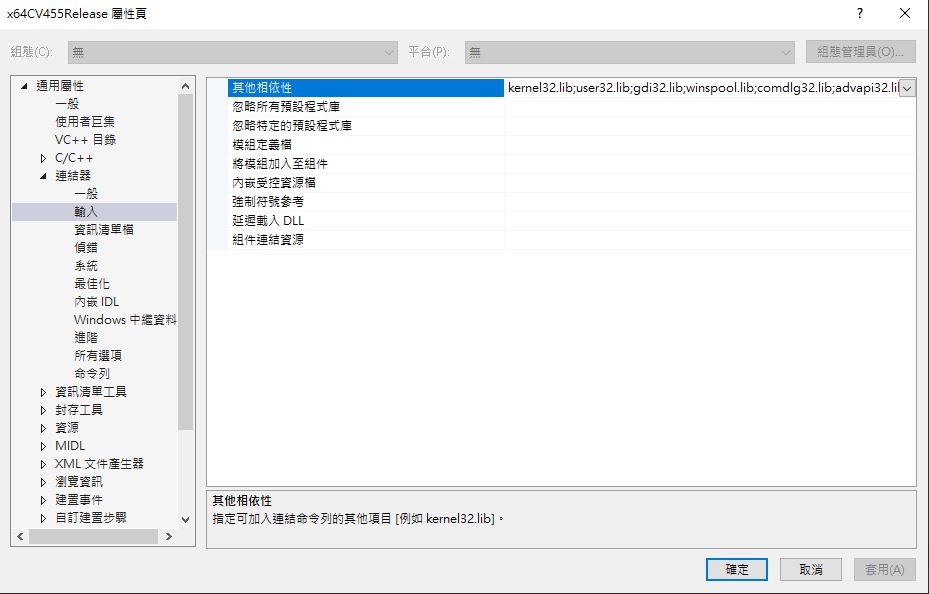 x64CV455Release 屬性頁
?
組態(C):
無
平台(P):
無
組態管理員(O)...
通用屬性
一般
使用者巨集
VC++ 目錄
C/C++
連結器
一般
輸入
資訊清單檔
偵錯
系統
最佳化
內嵌 IDL
Windows 中繼資料
進階
所有選項
命令列
資訊清單工具
封存工具
資源
MIDL
XML 文件產生器
瀏覽資訊
建置事件
自訂建置步驟
其他相依性 kernel32.lib;user32.lib;gdi32.lib;winspool.lib;comdlg32.lib;advapi32.lil
忽略所有預設程式庫
忽略特定的預設程式庫
模組定義檔
將模組加入至組件
內嵌受控資源檔
強制符號參考
延遲載入 DLL
組件連結資源
其他相依性
指定可加入連結命令列的其他項目 [例如 kernel32.lib]。
確定
取消
套用(A)